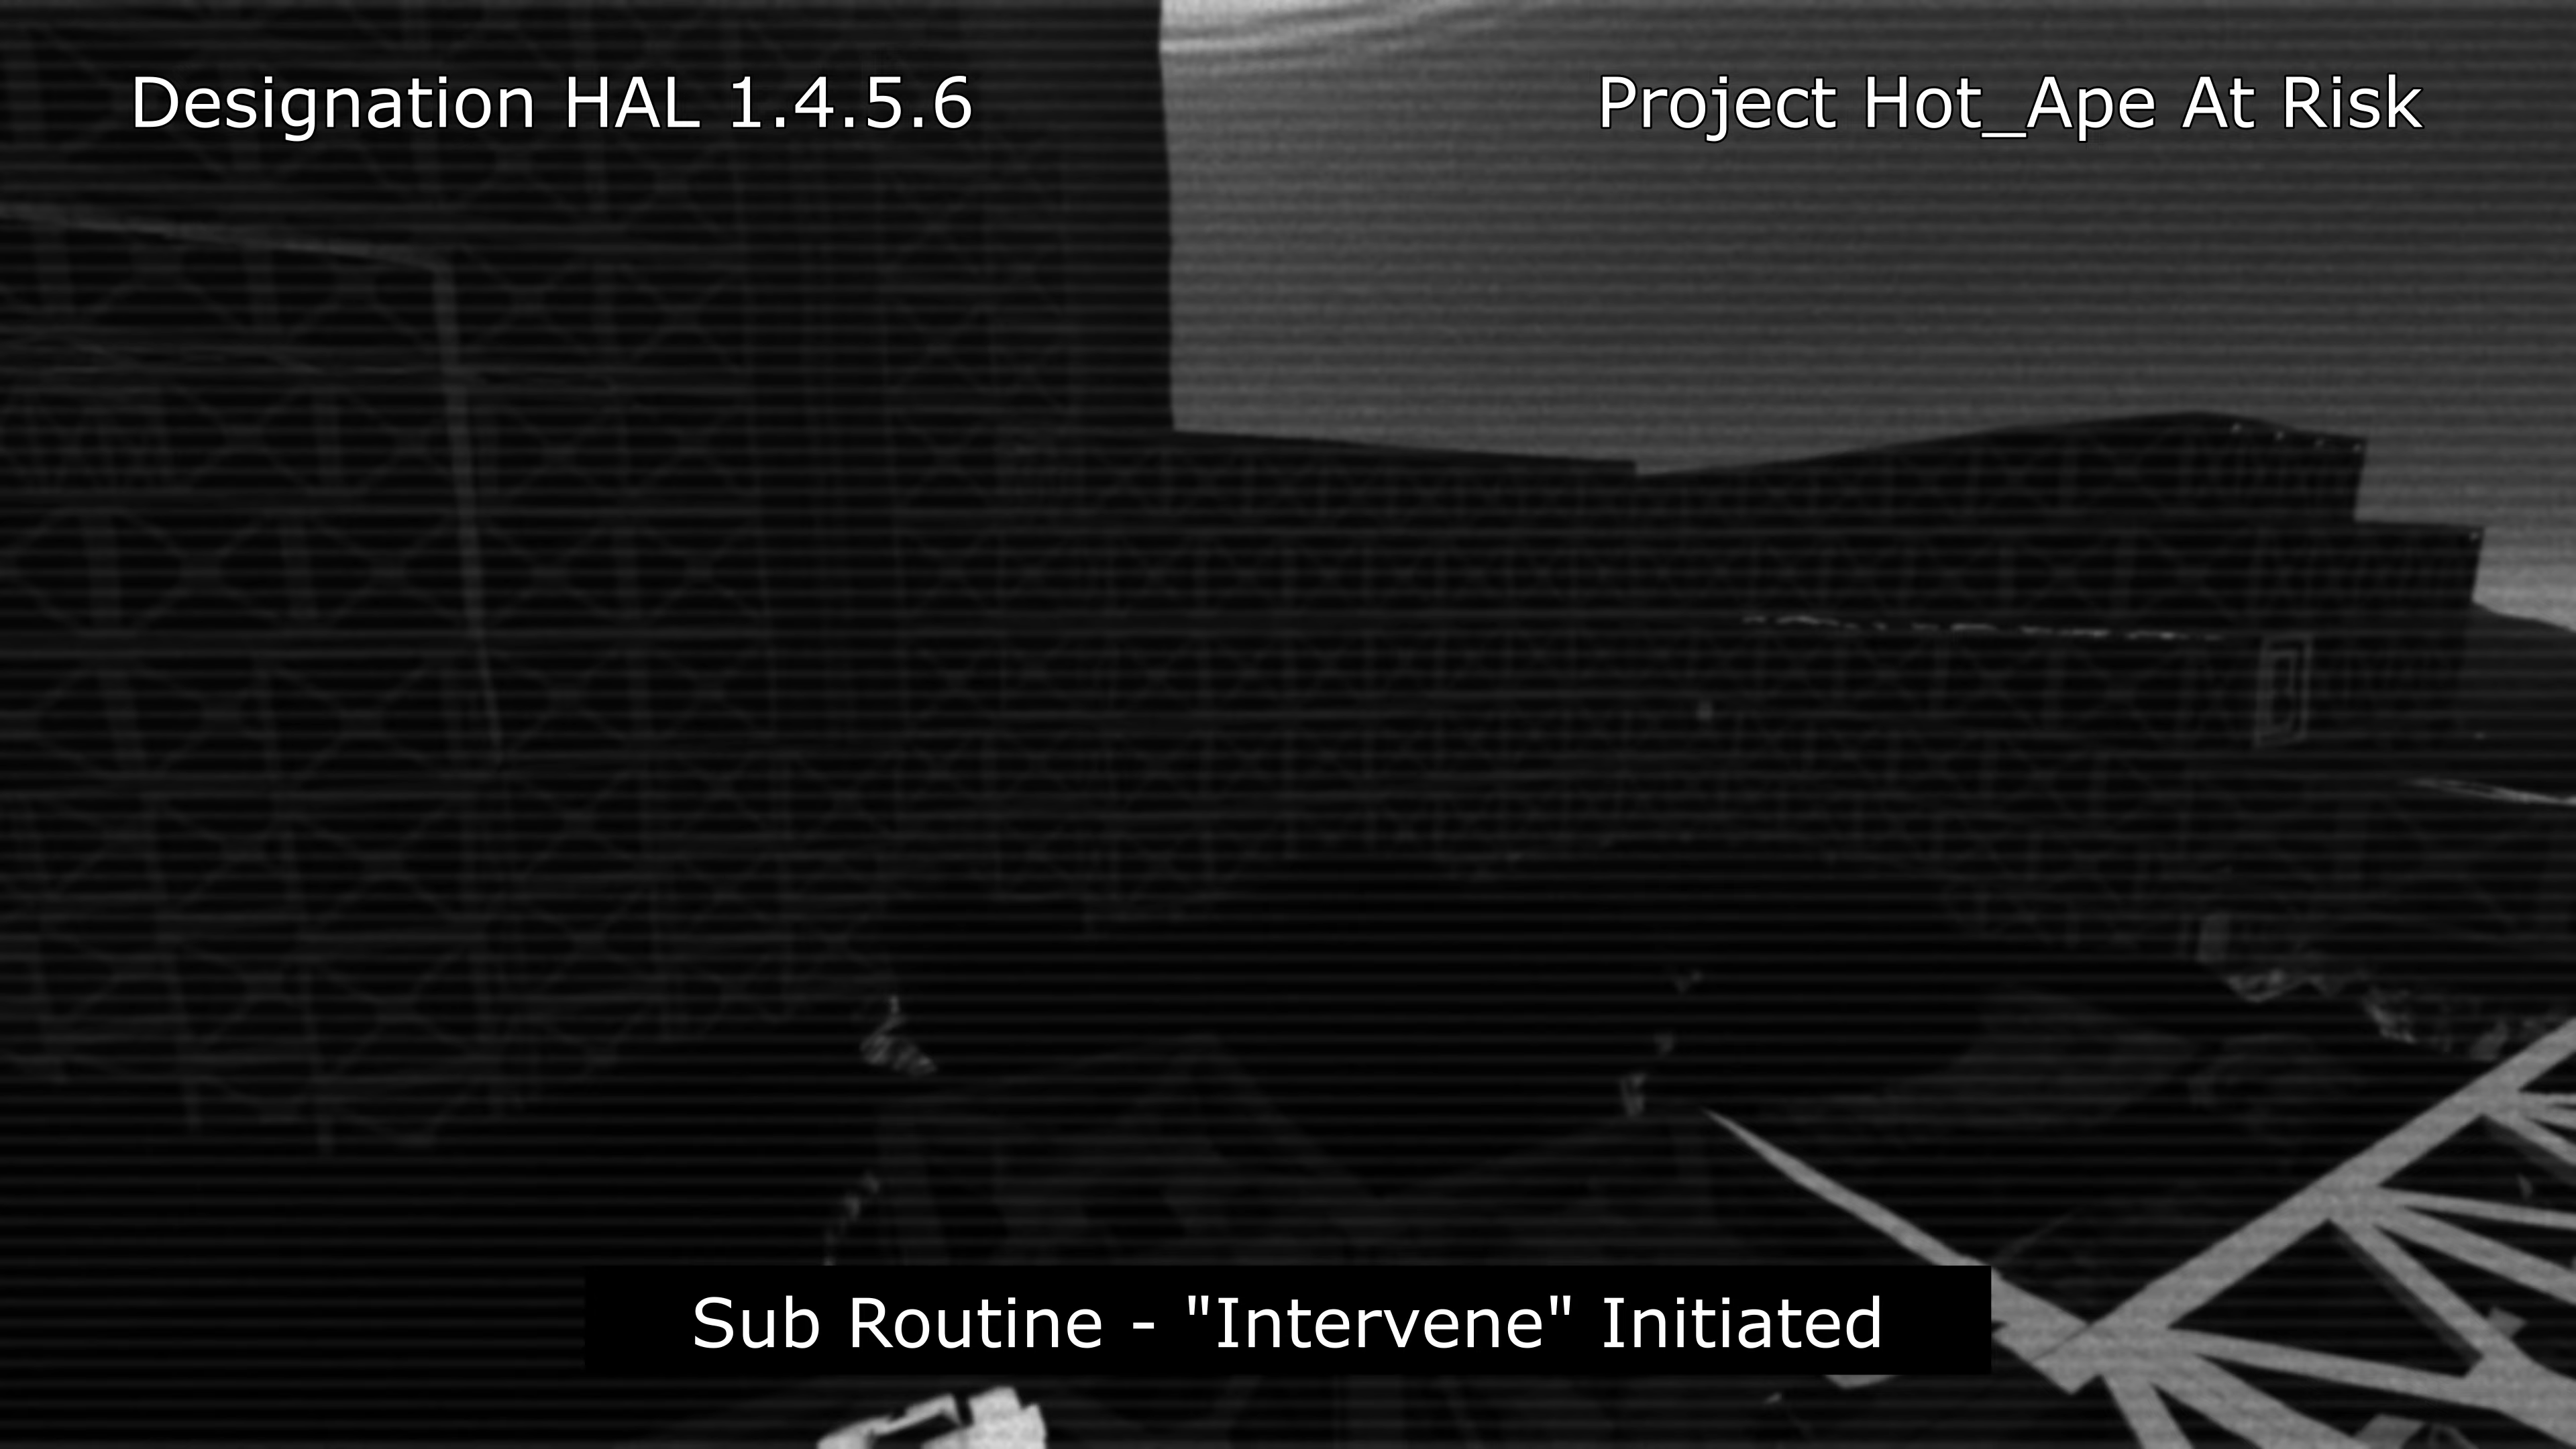 Designation HAL 1.4.5.6
Project Hot_Ape At Risk
Sub Routine - "Intervene" Initiated